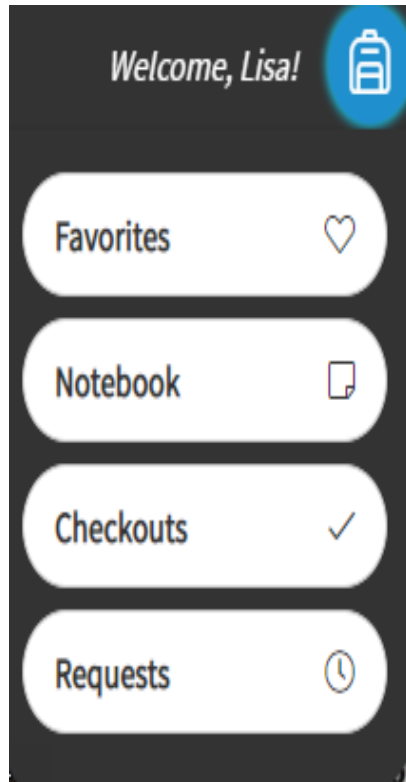 Welcome, Lisa!
Favorites
Notebook
Checkouts
Requests